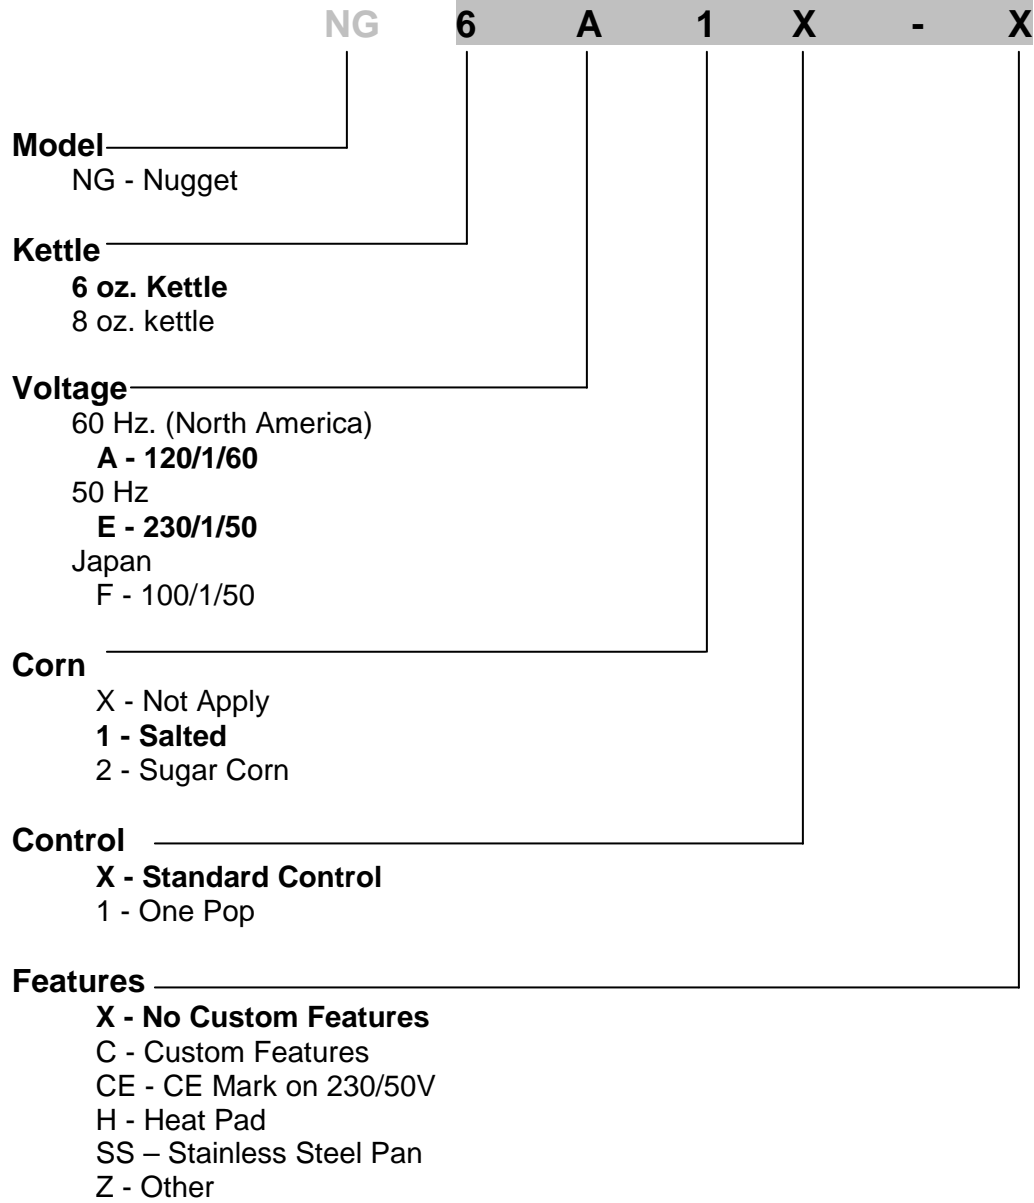 NG 6 A 1 X - X
Model
NG - Nugget
Kettle
6 oz. Kettle
8 oz. kettle
Voltage
60 Hz. (North America)
A - 120/1/60
50 Hz
E - 230/1/50
Japan
F - 100/1/50
Corn
X - Not Apply
1 - Salted
2 - Sugar Corn
Control
X - Standard Control
1 - One Pop
Features
X - No Custom Features
C - Custom Features
CE - CE Mark on 230/50V
H - Heat Pad
SS – Stainless Steel Pan
Z - Other